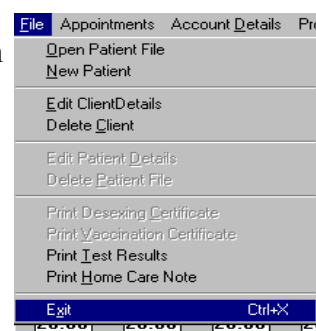 File Appointments Account Details
Open Patient File
New Patient
Edit ClientDetails
Delete Client
Edit Patient Details
Delete Patient File
Print Desexing Certificate
Print Vaccination Certificate
Print Test Results
Print Home Care Note
Exit Ctrl+X